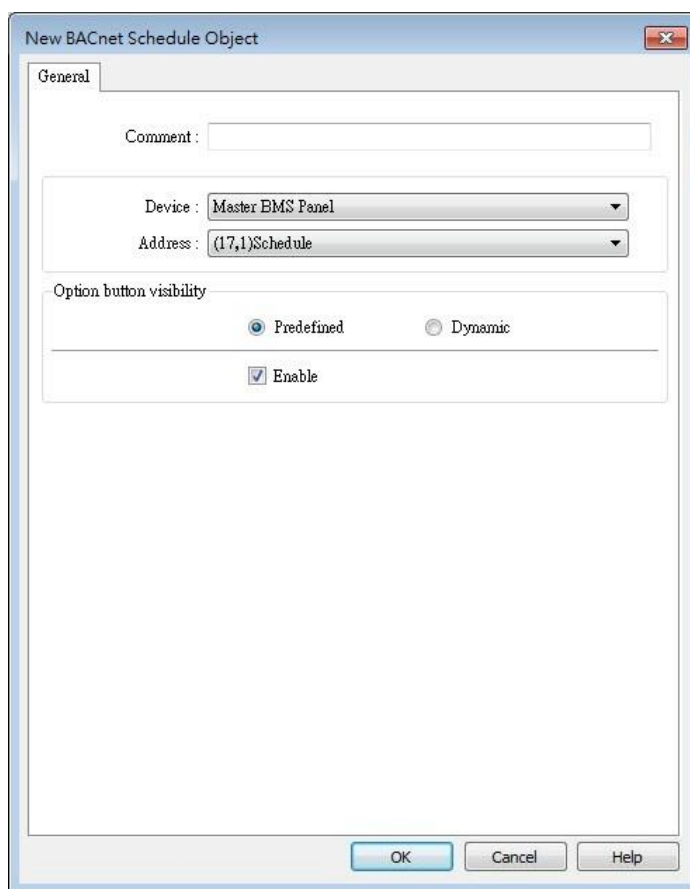 New BACnet Schedule Object
General
Comment :
Device : Master BMS Panel
Address : (17,1)Schedule
Option button visibility
Predefined Dynamic
Enable
OK Cancel Help